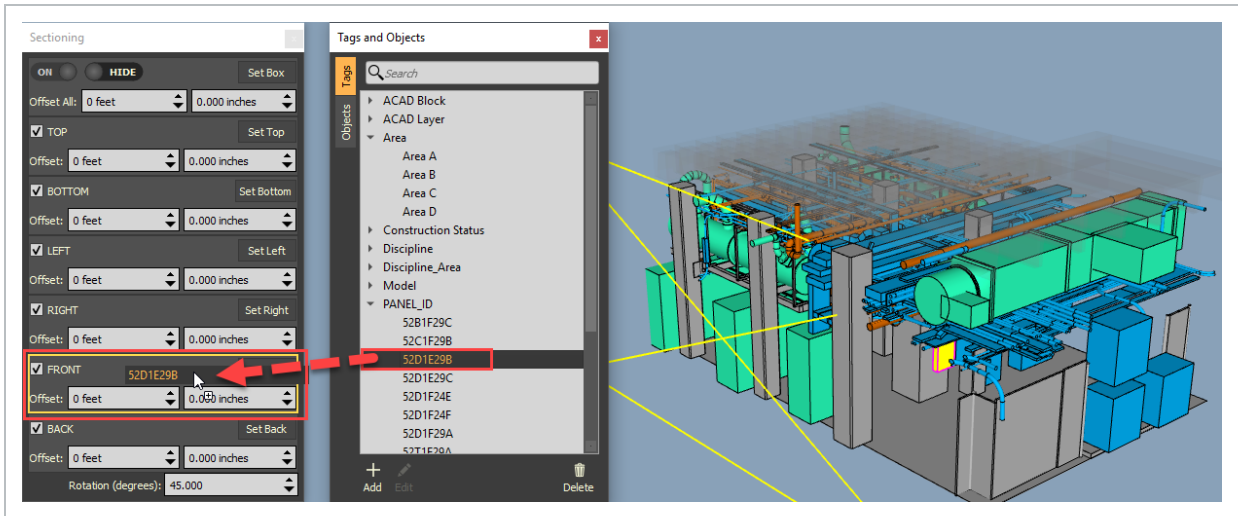 Sectioning
ON HIDE Set Box
Offset All: 0 feet 0.000 inches
TOP Set Top
Offset: 0 feet 0.000 inches
BOTTOM Set Bottom
Offset: 0 feet 0.000 inches
LEFT Set Left
Offset: 0 feet 0.000 inches
RIGHT Set Right
Offset: 0 feet 0.000 inches
FRONT 52D1E29B
Offset: 0 feet 0.000 inches
BACK Set Back
Offset: 0 feet 0.000 inches
Rotation (degrees): 45.000
Tags and Objects
x
Tags
Objects
Search
ACAD Block
ACAD Layer
Area
Area A
Area B
Area C
Area D
Construction Status
Discipline
Discipline_Area
Model
PANEL_ID
52B1F29C
52C1F29B
52D1E29B
52D1E29C
52D1F24E
52D1F24F
52D1F29A
52T1F29A
Add Edit Delete